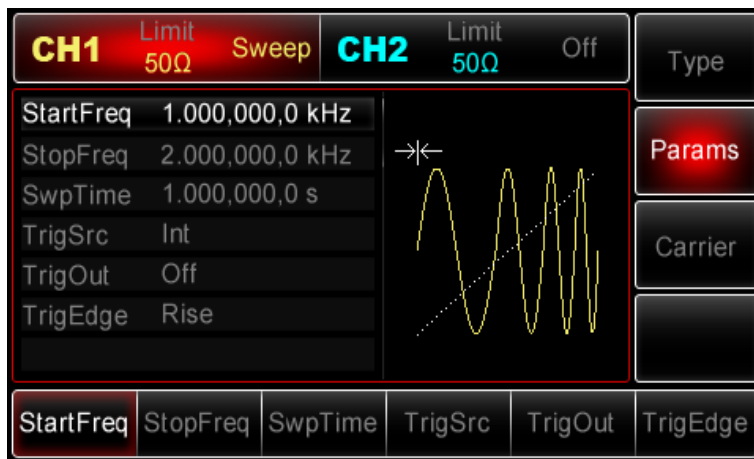 CH1 Limit 50Ω Sweep CH2 Limit 50Ω Off
Type
StartFreq 1.000,000,0 kHz
StopFreq 2.000,000,0 kHz
SwpTime 1.000,000,0 s
TrigSrc Int
TrigOut Off
TrigEdge Rise
Params
Carrier
StartFreq StopFreq SwpTime TrigSrc TrigOut TrigEdge